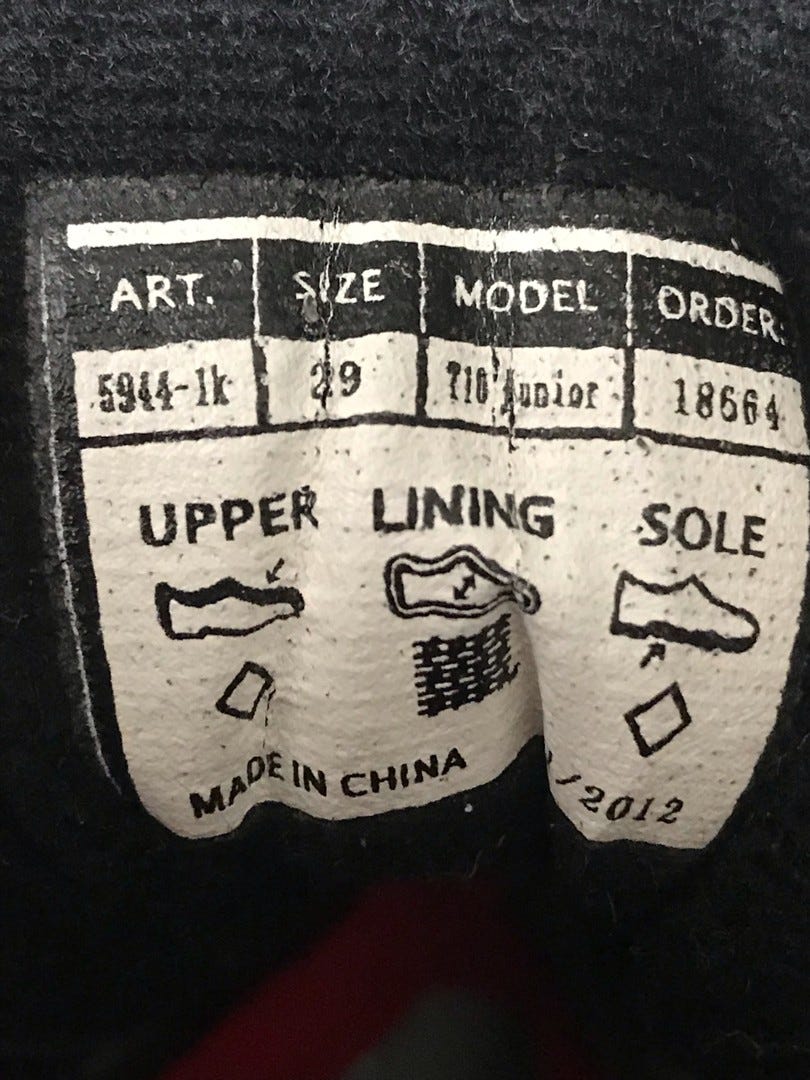 ART. SIZE MODEL ORDER.
5944-1k 29 710 Junior 18664
UPPER LINING SOLE
MADE IN CHINA /2012